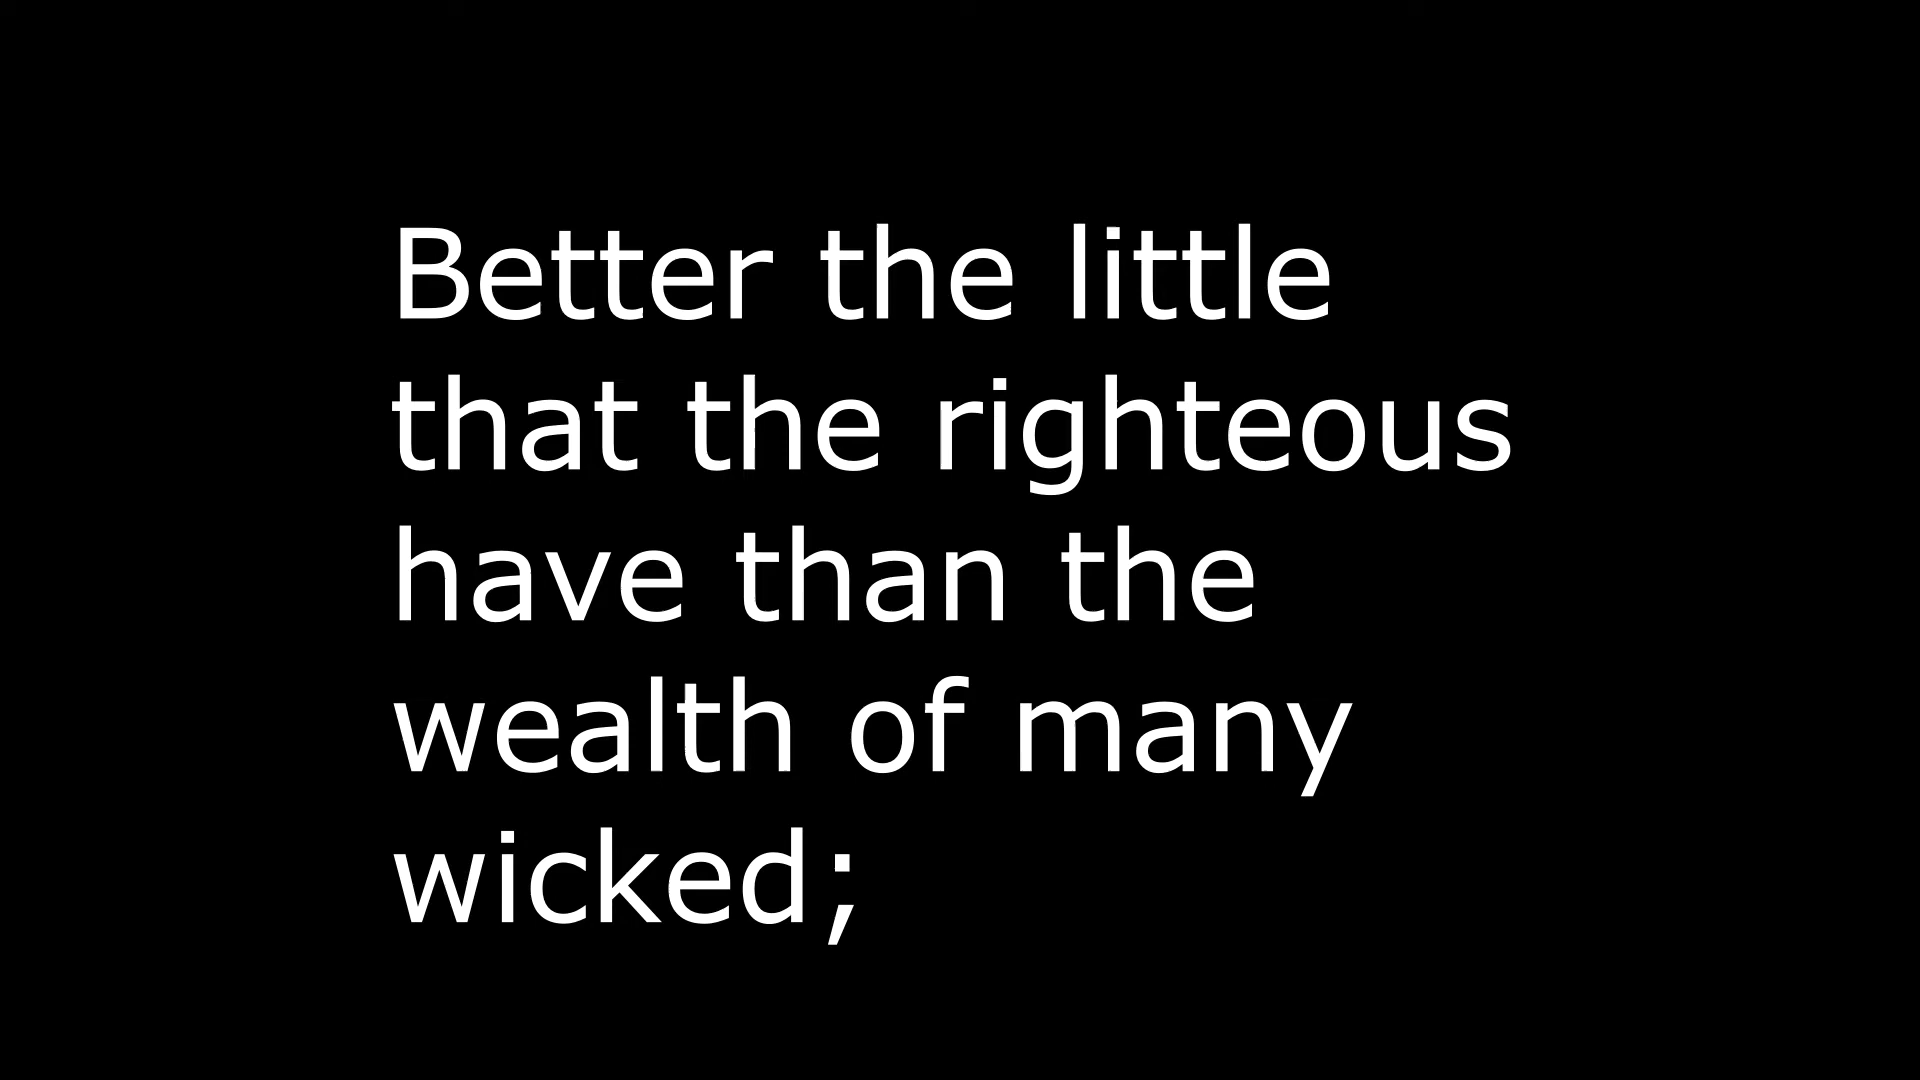 Better the little
that the righteous
have than the
wealth of many
wicked;